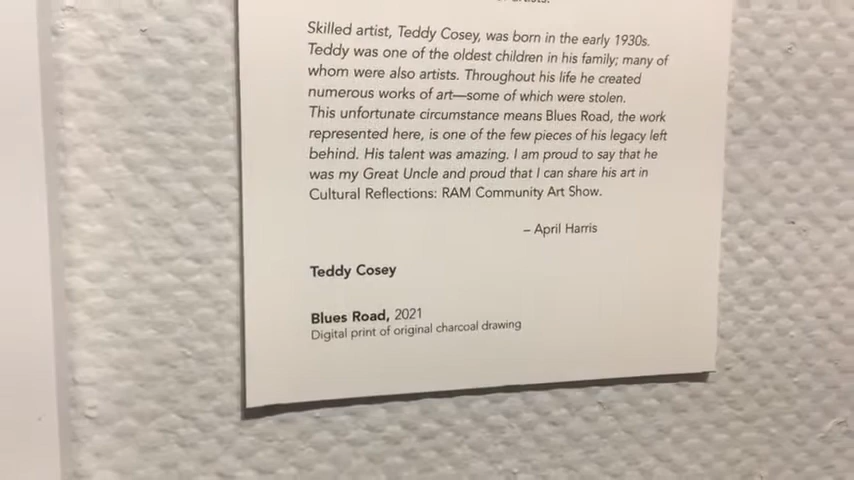 Skilled artist, Teddy Cosey, was born in the early 1930s.
Teddy was one of the oldest children in his family; many of
whom were also artists. Throughout his life he created
numerous works of art—some of which were stolen.
This unfortunate circumstance means Blues Road, the work
represented here, is one of the few pieces of his legacy left
behind. His talent was amazing. I am proud to say that he
was my Great Uncle and proud that I can share his art in
Cultural Reflections: RAM Community Art Show.
– April Harris
Teddy Cosey
Blues Road, 2021
Digital print of original charcoal drawing